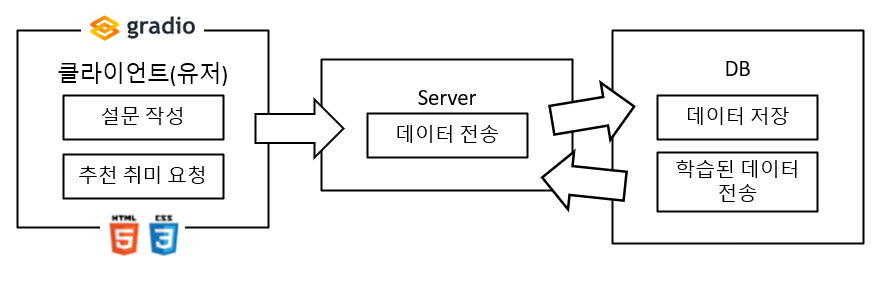 gradio
클라이언트(유저)
설문 작성
추천 취미 요청
HTML
5
CSS
3
Server
데이터 전송
DB
데이터 저장
학습된 데이터
전송